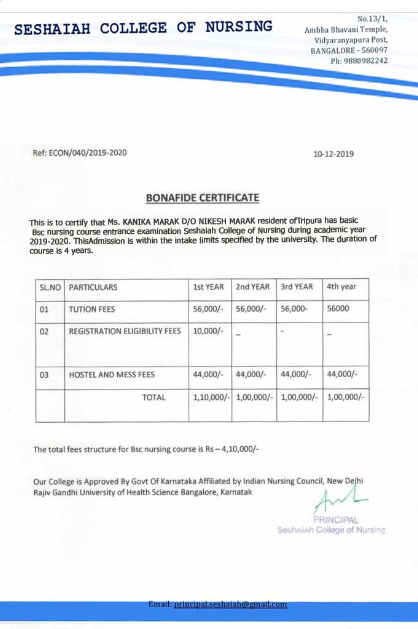 SESHAIAH COLLEGE OF NURSING
No.13/1,
Ambha Bhavani Temple,
Vidyaranyapura Post,
BANGALORE - 560097
Ph: 9880982242
Ref: ECON/040/2019-2020
10-12-2019
BONAFIDE CERTIFICATE
This is to certify that Ms. KANIKA MARAK D/O NIKESH MARAK resident ofTripura has basic
Bsc nursing course entrance examination Seshaiah College of Nursing during academic year
2019-2020. ThisAdmission is within the intake limits specified by the university. The duration of
course is 4 years.
SL.NO PARTICULARS 1st YEAR 2nd YEAR 3rd YEAR 4th year
01 TUTION FEES 56,000/- 56,000/- 56,000- 56000
02 REGISTRATION ELIGIBILITY FEES 10,000/- _ - _
03 HOSTEL AND MESS FEES 44,000/- 44,000/- 44,000/- 44,000/-
TOTAL 1,10,000/- 1,00,000/- 1,00,000/- 1,00,000/-
The total fees structure for Bsc nursing course is Rs – 4,10,000/-
Our College is Approved By Govt Of Karnataka Affiliated by Indian Nursing Council, New Delhi
Rajiv Gandhi University of Health Science Bangalore, Karnatak
PRINCIPAL
Seshaiah College of Nursing.
Email: principal.seshaiah@gmail.com